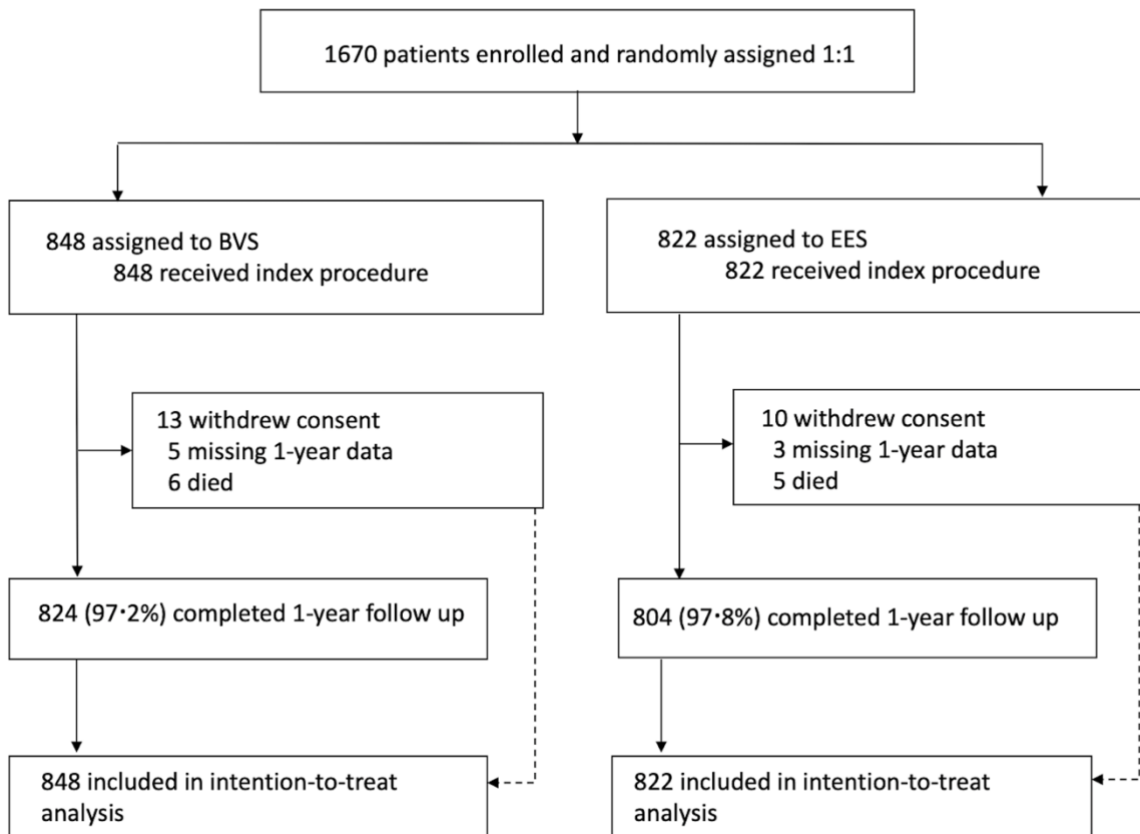 1670 patients enrolled and randomly assigned 1:1
848 assigned to BVS
848 received index procedure
822 assigned to EES
822 received index procedure
13 withdrew consent
5 missing 1-year data
6 died
10 withdrew consent
3 missing 1-year data
5 died
824 (97·2%) completed 1-year follow up
804 (97·8%) completed 1-year follow up
848 included in intention-to-treat
analysis
822 included in intention-to-treat
analysis